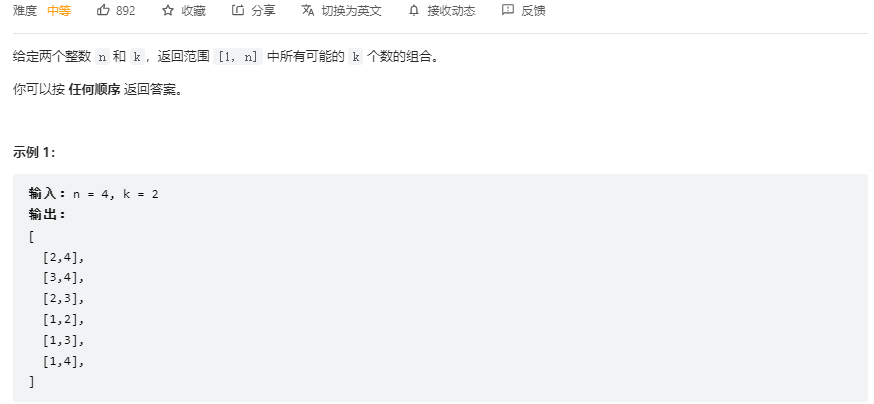 难度 中等 892 收藏 分享 切换为英文 接收动态 反馈
给定两个整数 n 和 k，返回范围 [1, n] 中所有可能的 k 个数的组合。
你可以按 任何顺序 返回答案。
示例 1：
输入：n = 4, k = 2
输出：
[
[2,4],
[3,4],
[2,3],
[1,2],
[1,3],
[1,4],
]